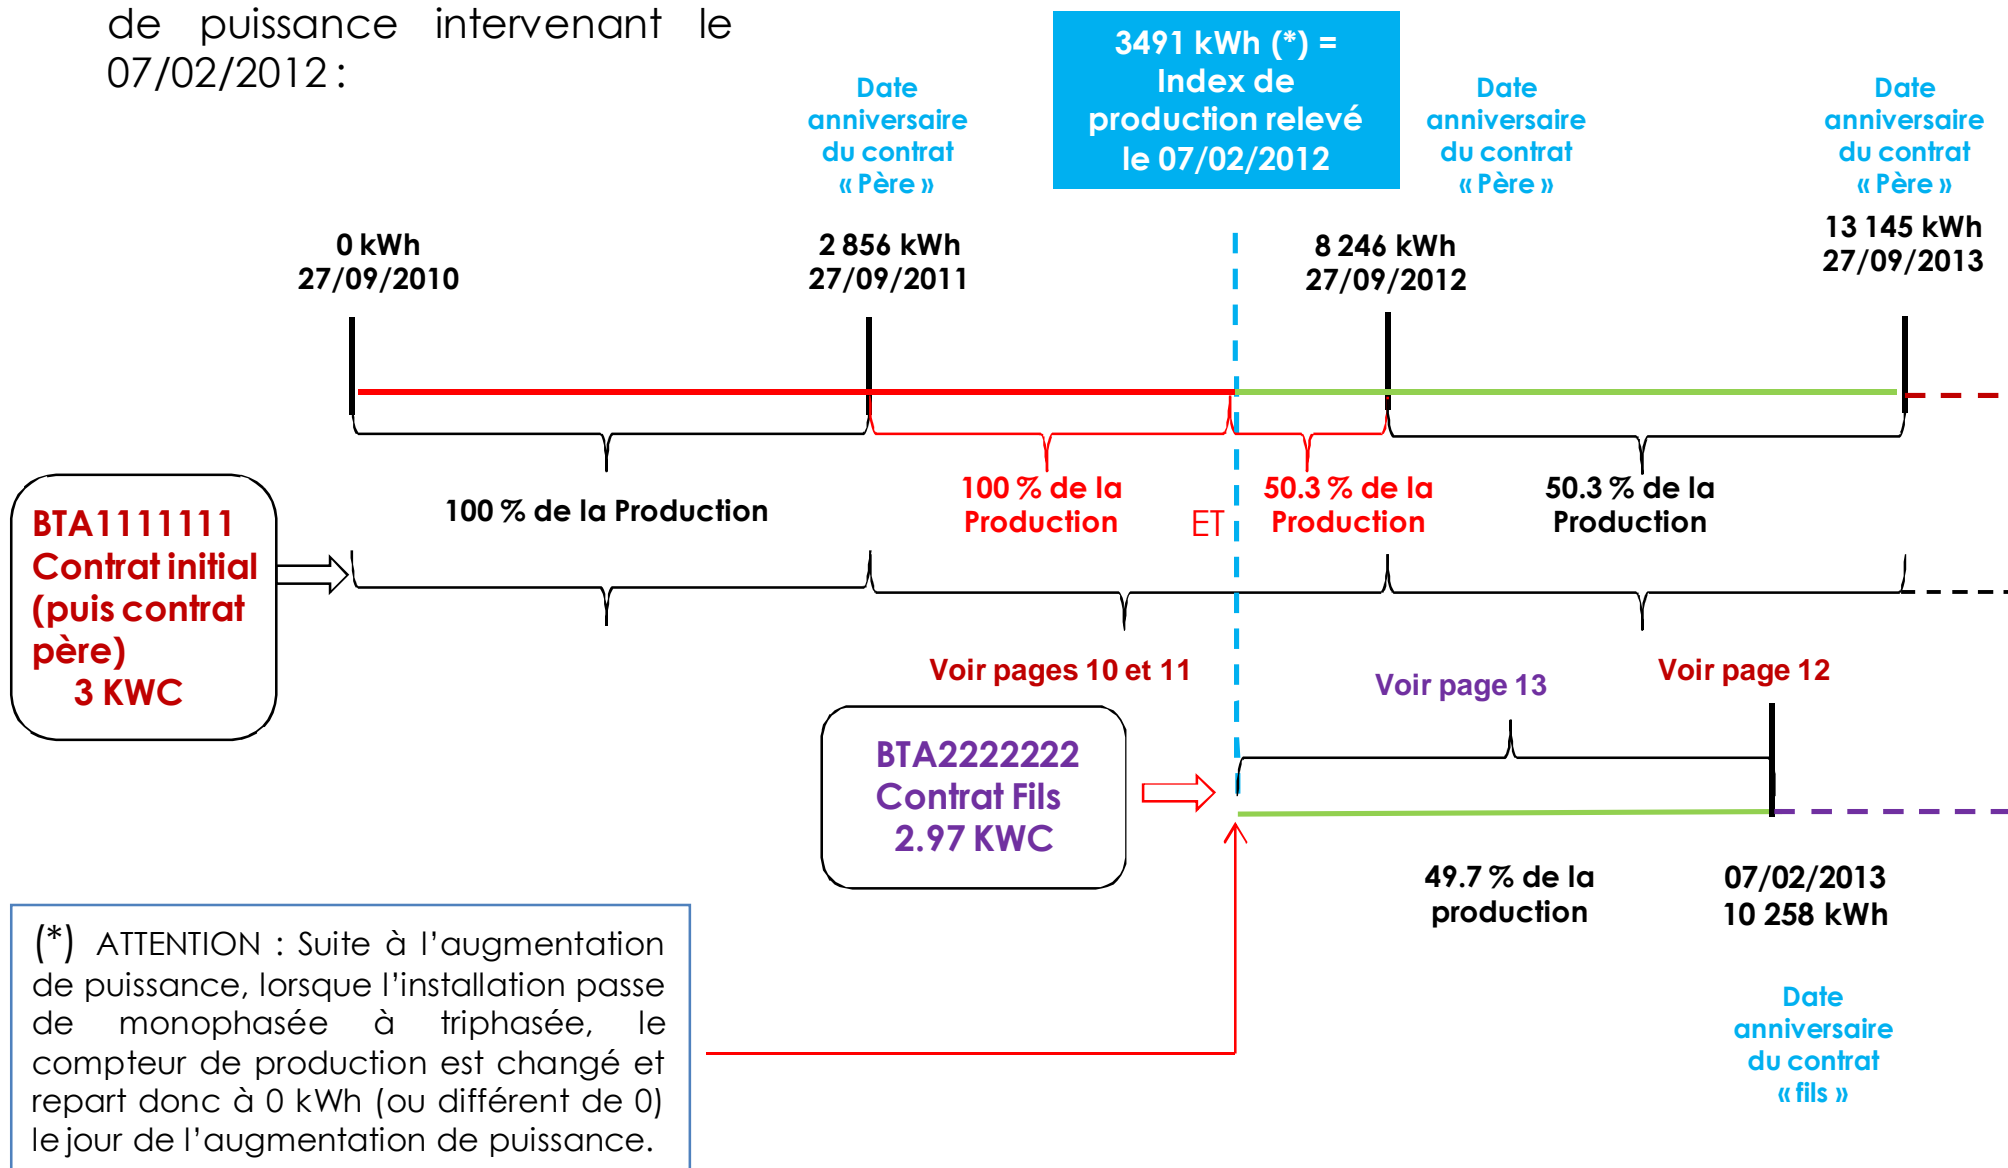 de puissance intervenant le
07/02/2012 :
3491 kWh (*) =
Index de
production relevé
le 07/02/2012
Date
anniversaire
du contrat
« Père »
Date
anniversaire
du contrat
« Père »
Date
anniversaire
du contrat
« Père »
0 kWh
27/09/2010
2 856 kWh
27/09/2011
8 246 kWh
27/09/2012
13 145 kWh
27/09/2013
100 % de la Production
100 % de la
Production
ET
50.3 % de la
Production
50.3 % de la
Production
BTA1111111
Contrat initial
(puis contrat
père)
3 KWC
Voir pages 10 et 11
Voir page 13
Voir page 12
BTA2222222
Contrat Fils
2.97 KWC
49.7 % de la
production
07/02/2013
10 258 kWh
Date
anniversaire
du contrat
« fils »
(*) ATTENTION : Suite à l’augmentation
de puissance, lorsque l’installation passe
de monophasée à triphasée, le
compteur de production est changé et
repart donc à 0 kWh (ou différent de 0)
le jour de l’augmentation de puissance.